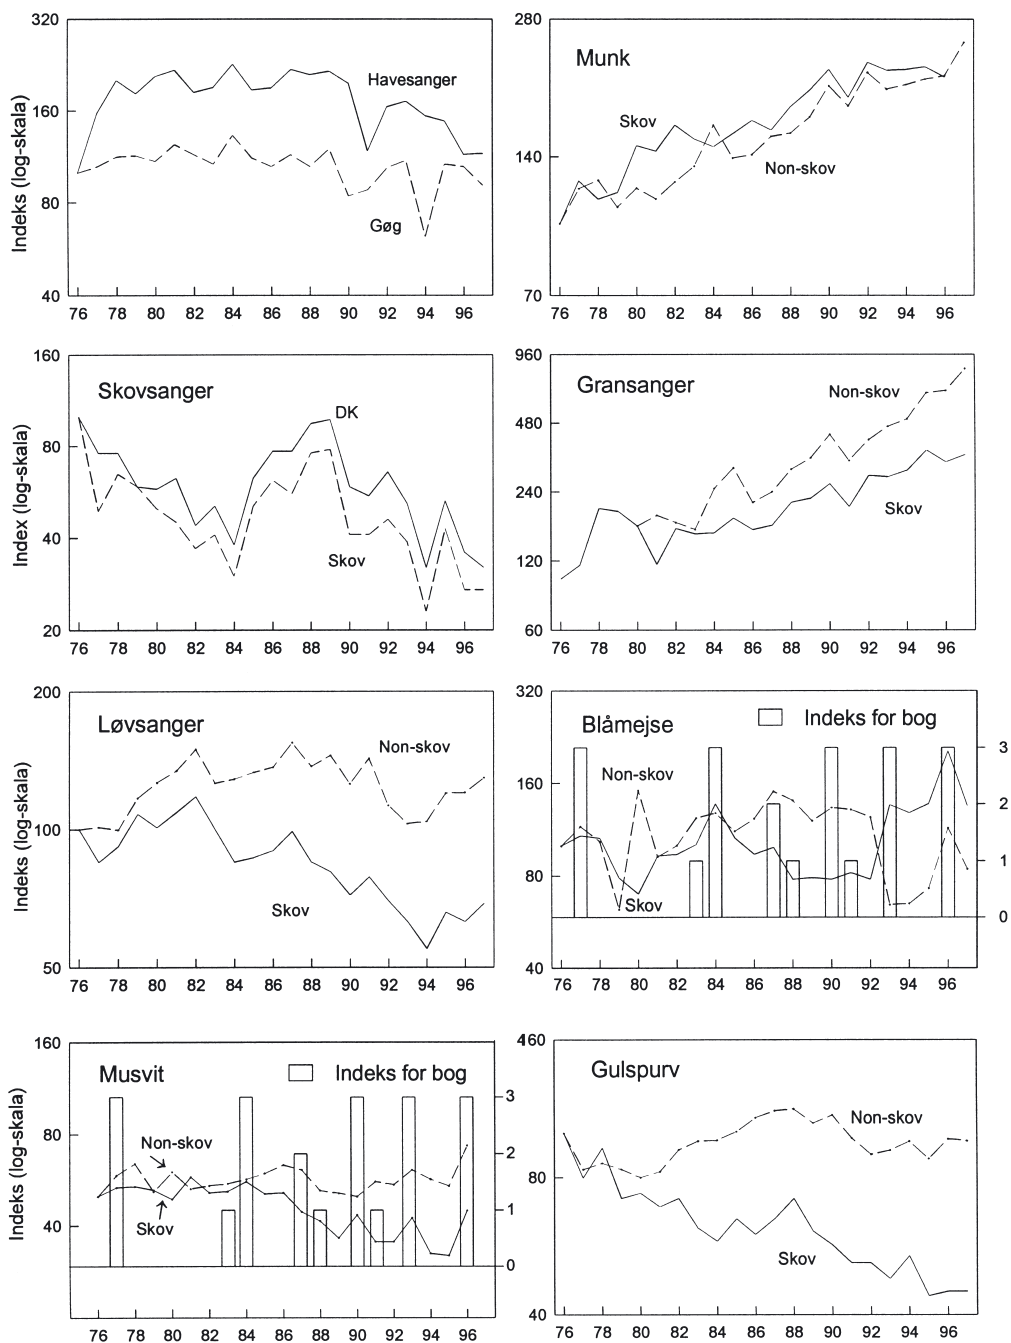 320
160
80
40
Indeks (log-skala)
Havesanger
Gøg
76 78 80 82 84 86 88 90 92 94 96
280
140
70
Munk
Skov
Non-skov
76 78 80 82 84 86 88 90 92 94 96
160
80
40
20
Index (log-skala)
Skovsanger
DK
Skov
76 78 80 82 84 86 88 90 92 94 96
960
480
240
120
60
Gransanger
Non-skov
Skov
76 78 80 82 84 86 88 90 92 94 96
200
100
50
Indeks (log-skala)
Løvsanger
Non-skov
Skov
76 78 80 82 84 86 88 90 92 94 96
320
160
80
40
Blåmejse
Indeks for bog
Non-skov
Skov
3
2
1
0
76 78 80 82 84 86 88 90 92 94 96
160
80
40
Indeks (log-skala)
Musvit
Indeks for bog
Non-skov
Skov
3
2
1
0
76 78 80 82 84 86 88 90 92 94 96
80
40
Gulspurv
Non-skov
Skov
76 78 80 82 84 86 88 90 92 94 96